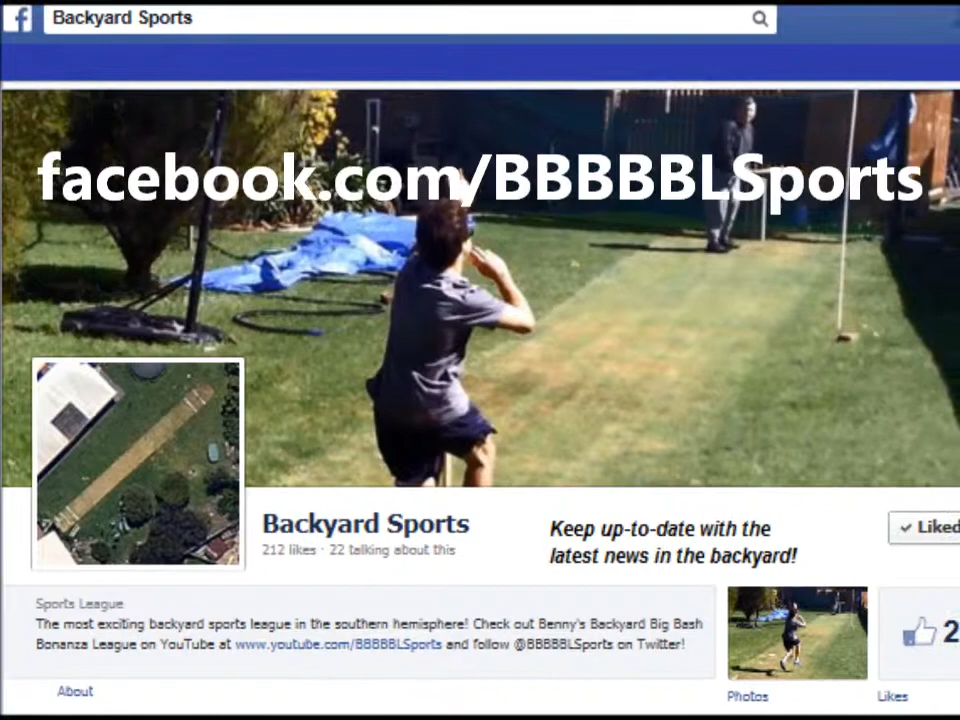 Backyard Sports
facebook.com/BBBBBLSports
Backyard Sports
212 likes · 22 talking about this
Keep up-to-date with the
latest news in the backyard!
Liked
Sports League
The most exciting backyard sports league in the southern hemisphere! Check out Benny's Backyard Big Bash
Bonanza League on YouTube at www.youtube.com/BBBBBLSports and follow @BBBBBLSports on Twitter!
2
About
Photos
Likes